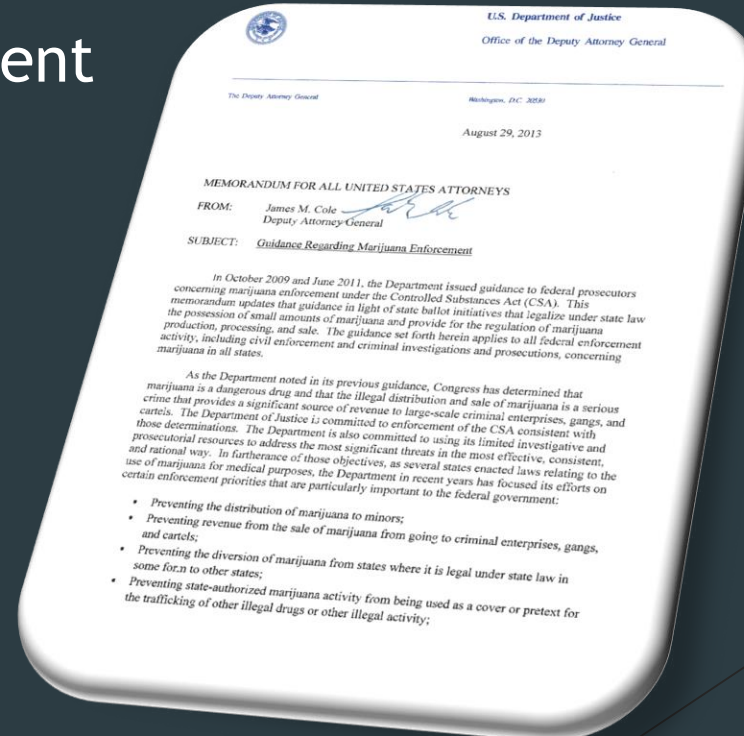 ent
U.S. Department of Justice
Office of the Deputy Attorney General
The Deputy Attorney General
Washington, D.C. 20530
August 29, 2013
MEMORANDUM FOR ALL UNITED STATES ATTORNEYS
FROM: James M. Cole
Deputy Attorney General
SUBJECT: Guidance Regarding Marijuana Enforcement
In October 2009 and June 2011, the Department issued guidance to federal prosecutors
concerning marijuana enforcement under the Controlled Substances Act (CSA). This
memorandum updates that guidance in light of state ballot initiatives that legalize under state law
the possession of small amounts of marijuana and provide for the regulation of marijuana
production, processing, and sale. The guidance set forth herein applies to all federal enforcement
activity, including civil enforcement and criminal investigations and prosecutions, concerning
marijuana in all states.
As the Department noted in its previous guidance, Congress has determined that
marijuana is a dangerous drug and that the illegal distribution and sale of marijuana is a serious
crime that provides a significant source of revenue to large-scale criminal enterprises, gangs, and
cartels. The Department of Justice is committed to enforcement of the CSA consistent with
those determinations. The Department is also committed to using its limited investigative and
prosecutorial resources to address the most significant threats in the most effective, consistent,
and rational way. In furtherance of those objectives, as several states enacted laws relating to the
use of marijuana for medical purposes, the Department in recent years has focused its efforts on
certain enforcement priorities that are particularly important to the federal government:
• Preventing the distribution of marijuana to minors;
• Preventing revenue from the sale of marijuana from going to criminal enterprises, gangs,
and cartels;
• Preventing the diversion of marijuana from states where it is legal under state law in
some form to other states;
• Preventing state-authorized marijuana activity from being used as a cover or pretext for
the trafficking of other illegal drugs or other illegal activity;